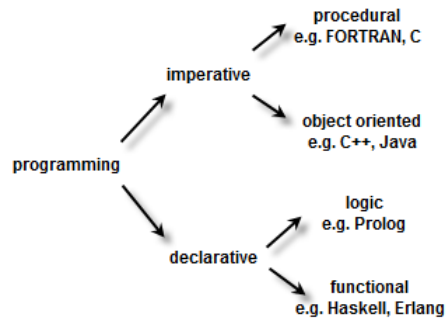 procedural
e.g. FORTRAN, C
imperative
object oriented
e.g. C++, Java
programming
logic
e.g. Prolog
declarative
functional
e.g. Haskell, Erlang